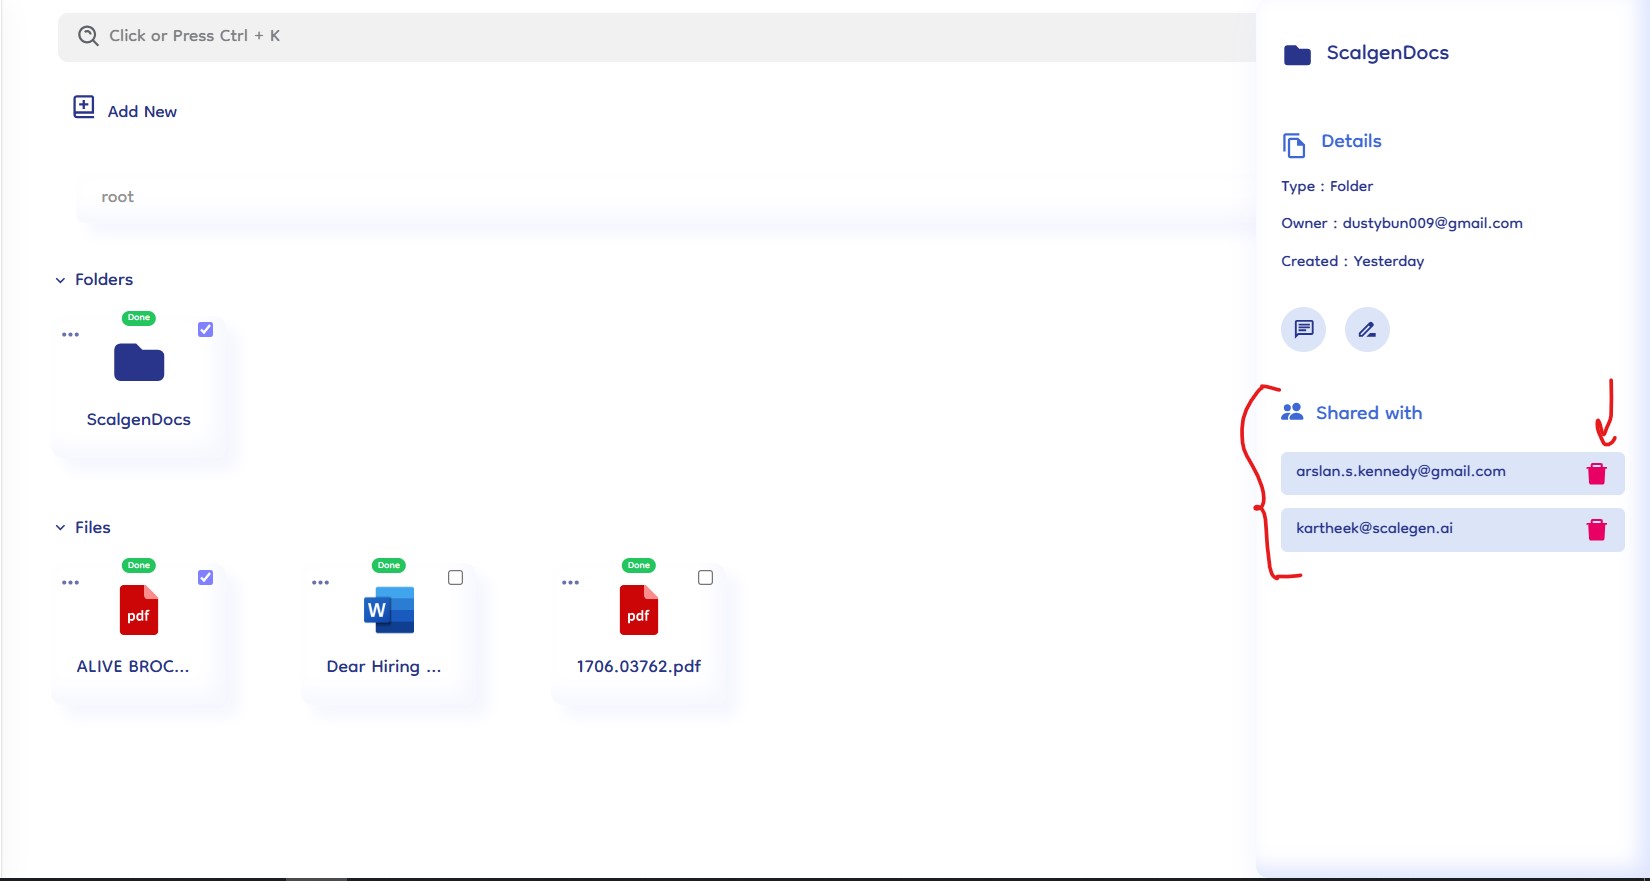 Click or Press Ctrl + K
Add New
root
Folders
Done
ScalgenDocs
Files
Done
pdf
ALIVE BROC...
Done
W
Dear Hiring ...
Done
pdf
1706.03762.pdf
ScalgenDocs
Details
Type : Folder
Owner : dustybun009@gmail.com
Created : Yesterday
Shared with
arslan.s.kennedy@gmail.com
kartheek@scalegen.ai